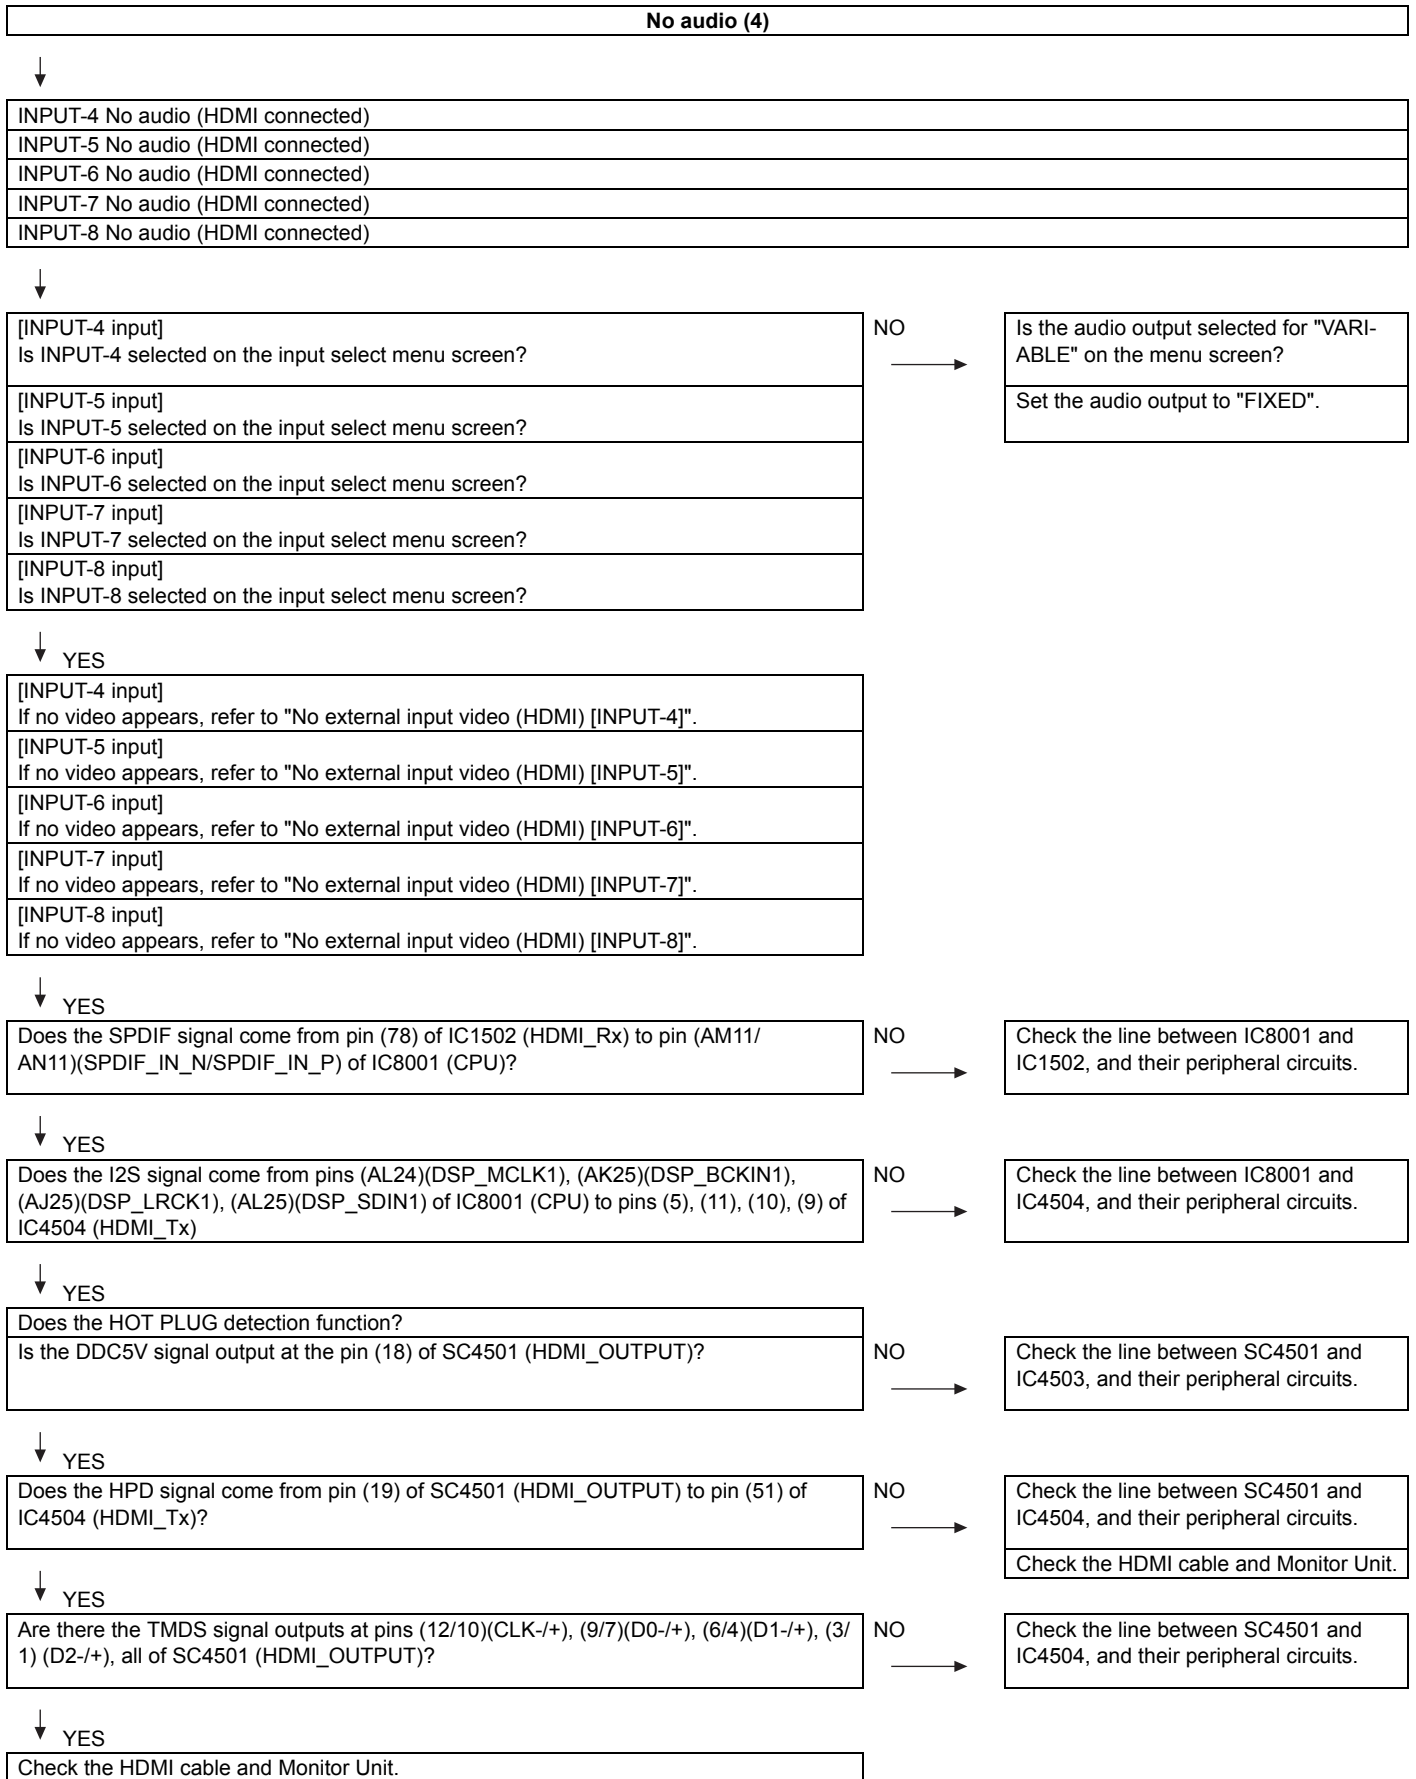 No audio (4)
INPUT-4 No audio (HDMI connected)
INPUT-5 No audio (HDMI connected)
INPUT-6 No audio (HDMI connected)
INPUT-7 No audio (HDMI connected)
INPUT-8 No audio (HDMI connected)
[INPUT-4 input]
Is INPUT-4 selected on the input select menu screen?
NO
Is the audio output selected for "VARI-
ABLE" on the menu screen?
Set the audio output to "FIXED".
[INPUT-5 input]
Is INPUT-5 selected on the input select menu screen?
[INPUT-6 input]
Is INPUT-6 selected on the input select menu screen?
[INPUT-7 input]
Is INPUT-7 selected on the input select menu screen?
[INPUT-8 input]
Is INPUT-8 selected on the input select menu screen?
YES
[INPUT-4 input]
If no video appears, refer to "No external input video (HDMI) [INPUT-4]".
[INPUT-5 input]
If no video appears, refer to "No external input video (HDMI) [INPUT-5]".
[INPUT-6 input]
If no video appears, refer to "No external input video (HDMI) [INPUT-6]".
[INPUT-7 input]
If no video appears, refer to "No external input video (HDMI) [INPUT-7]".
[INPUT-8 input]
If no video appears, refer to "No external input video (HDMI) [INPUT-8]".
YES
Does the SPDIF signal come from pin (78) of IC1502 (HDMI_Rx) to pin (AM11/
AN11)(SPDIF_IN_N/SPDIF_IN_P) of IC8001 (CPU)?
NO
Check the line between IC8001 and
IC1502, and their peripheral circuits.
YES
Does the I2S signal come from pins (AL24)(DSP_MCLK1), (AK25)(DSP_BCKIN1),
(AJ25)(DSP_LRCK1), (AL25)(DSP_SDIN1) of IC8001 (CPU) to pins (5), (11), (10), (9) of
IC4504 (HDMI_Tx)
NO
Check the line between IC8001 and
IC4504, and their peripheral circuits.
YES
Does the HOT PLUG detection function?
Is the DDC5V signal output at the pin (18) of SC4501 (HDMI_OUTPUT)?
NO
Check the line between SC4501 and
IC4503, and their peripheral circuits.
YES
Does the HPD signal come from pin (19) of SC4501 (HDMI_OUTPUT) to pin (51) of
IC4504 (HDMI_Tx)?
NO
Check the line between SC4501 and
IC4504, and their peripheral circuits.
Check the HDMI cable and Monitor Unit.
YES
Are there the TMDS signal outputs at pins (12/10)(CLK-/+), (9/7)(D0-/+), (6/4)(D1-/+), (3/
1) (D2-/+), all of SC4501 (HDMI_OUTPUT)?
NO
Check the line between SC4501 and
IC4504, and their peripheral circuits.
YES
Check the HDMI cable and Monitor Unit.